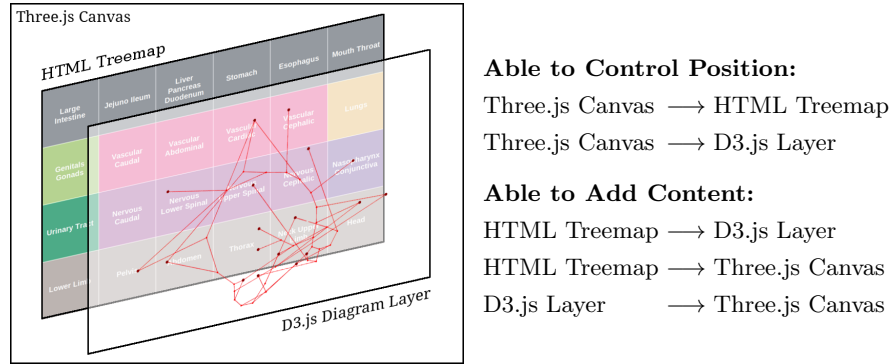 Three.js Canvas
HTML Treemap
Large
Intestine
Jejuno Ileum
Liver
Pancreas
Duodenum
Stomach
Esophagus
Mouth Throat
Genitals
Gonads
Vascular
Caudal
Vascular
Abdominal
Vascular
Cardiac
Vascular
Cephalic
Lungs
Urinary Tract
Nervous
Caudal
Nervous
Lower Spinal
Nervous
Upper Spinal
Nervous
Cephalic
Nasopharynx
Conjunctiva
Lower Limb
Pelvis
Abdomen
Thorax
Neck Upper
Limb
Head
D3.js Diagram Layer
Able to Control Position:
Three.js Canvas ⟶ HTML Treemap
Three.js Canvas ⟶ D3.js Layer
Able to Add Content:
HTML Treemap ⟶ D3.js Layer
HTML Treemap ⟶ Three.js Canvas
D3.js Layer ⟶ Three.js Canvas